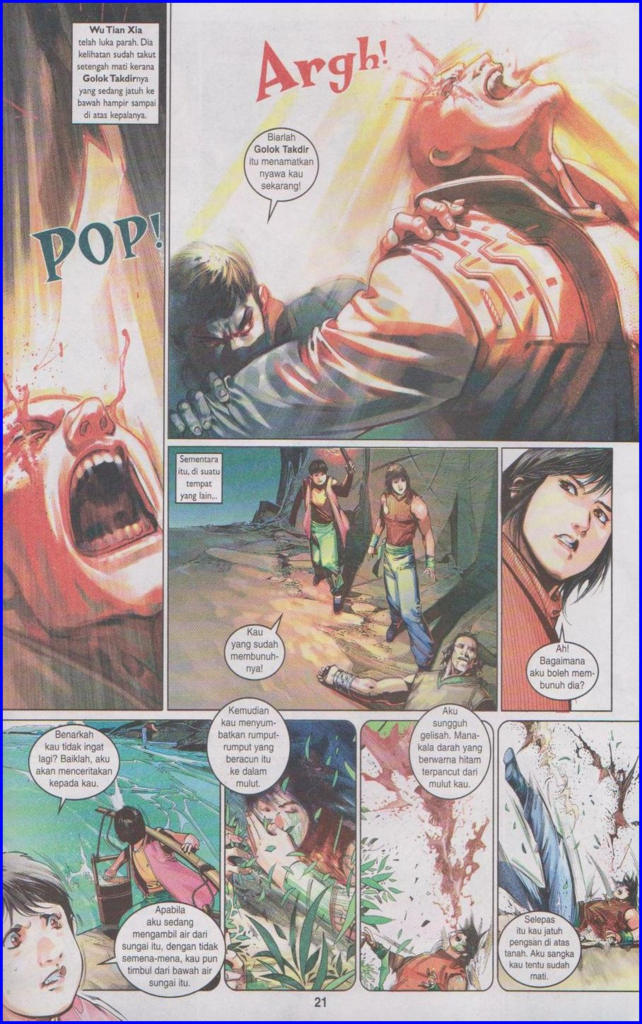 Wu Tian Xia
telah luka parah. Dia
kelihatan sudah takut
setengah mati kerana
Golok Takdirnya
yang sedang jatuh ke
bawah hampir sampai
di atas kepalanya.
POP!
Argh!
Biarlah
Golok Takdir
itu menamatkan
nyawa kau
sekarang!
Sementara
itu, di suatu
tempat
yang lain,..
Kau
yang sudah
membunuh-
nya!
Ah!
Bagaimana
aku boleh mem-
bunuh dia?
Benarkah
kau tidak ingat
lagi? Baiklah, aku
akan menceritakan
kepada kau.
Apabila
aku sedang
mengambil air dari
sungai itu, dengan tidak
semena-mena, kau pun
timbul dari bawah air
sungai itu.
Kemudian
kau menyum-
batkan rumput-
rumput yang
beracun itu
ke dalam
mulut.
Aku
sungguh
gelisah. Mana-
kala darah yang
berwarna hitam
terpancut dari
mulut kau.
Selepas
itu kau jatuh
pengsan di atas
tanah. Aku sangka
kau tentu sudah
mati.
21